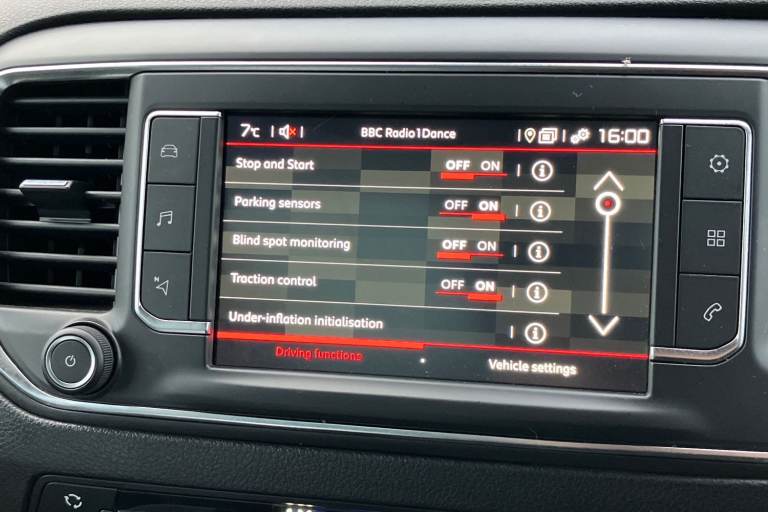 7°C BBC Radio1Dance 16:00
Stop and Start OFF ON i
Parking sensors OFF ON i
Blind spot monitoring OFF ON i
Traction control OFF ON i
Under-inflation initialisation i
Driving functions Vehicle settings
N